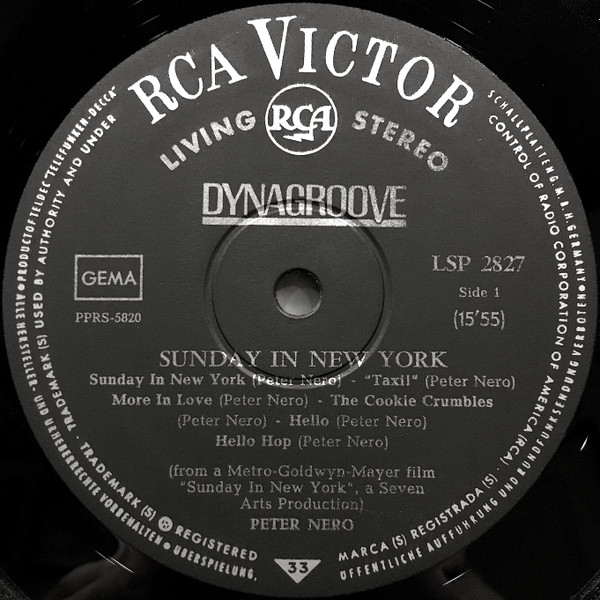 RCA VICTOR
LIVING RCA STEREO
DYNAGROOVE
GEMA
PPRS-5820
LSP 2827
Side 1
(15'55)
SUNDAY IN NEW YORK
Sunday In New York (Peter Nero) - "Taxi!" (Peter Nero)
More In Love (Peter Nero) - The Cookie Crumbles
(Peter Nero) - Hello (Peter Nero)
Hello Hop (Peter Nero)
(from a Metro-Goldwyn-Mayer film
"Sunday In New York", a Seven
Arts Production)
PETER NERO
33
TRADEMARK (S) ® REGISTERED
MARCA (S) REGISTRADA (S)
TRADEMARK (S) USED BY AUTHORITY AND UNDER
CONTROL OF RADIO CORPORATION OF AMERICA (RCA)
PRODUCT OF TELDEC "TELEFUNKEN-DECCA"
SCHALLPLATTEN G.M.B.H. GERMANY
ALLE HERSTELLER- UND URHEBERRECHTE VORBEHALTEN • ÜBERSPIELUNG,
ÖFFENTLICHE AUFFÜHRUNG UND RUNDFUNKSENDUNG VERBOTEN